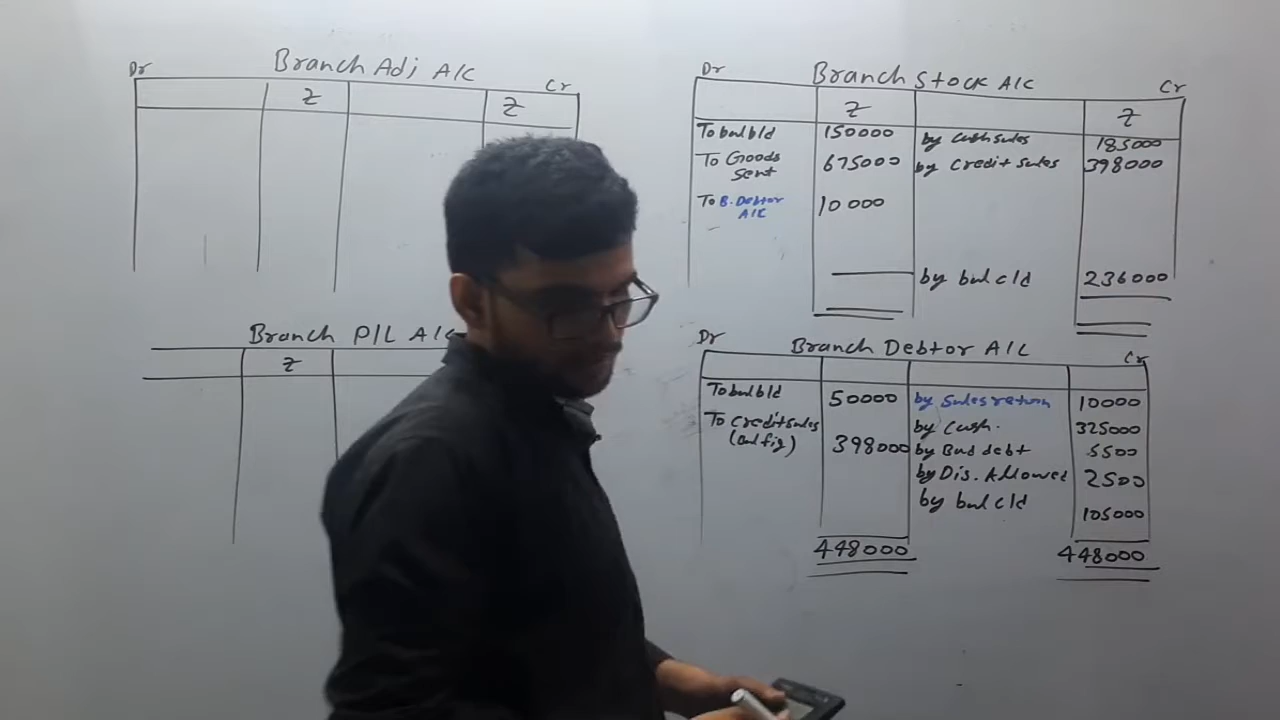 Branch Adj A/C
Dr
Cr
Z
Z
Branch Stock A/C
Dr
Cr
Z
Z
To bal b/d 150000 by Cash sales 185000
To Goods sent 675000 by Credit sales 398000
To B. Debtor A/C 10000
by bal c/d 236000
Branch P/L A/C
Z
Branch Debtor A/C
Dr
Cr
To bal b/d 50000 by Sales return 10000
To Credit sales (bal fig) 398000 by Cash. 325000
by Bad debt 5500
by Dis. Allowed 2500
by bal c/d 105000
448000 448000